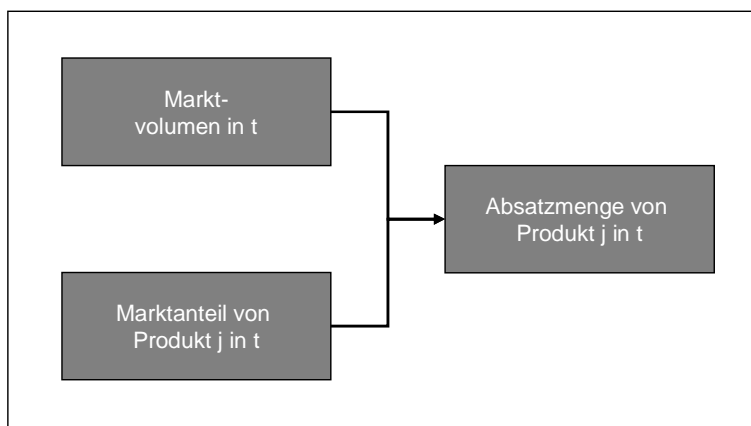 Markt-
volumen in t
Absatzmenge von
Produkt j in t
Marktanteil von
Produkt j in t